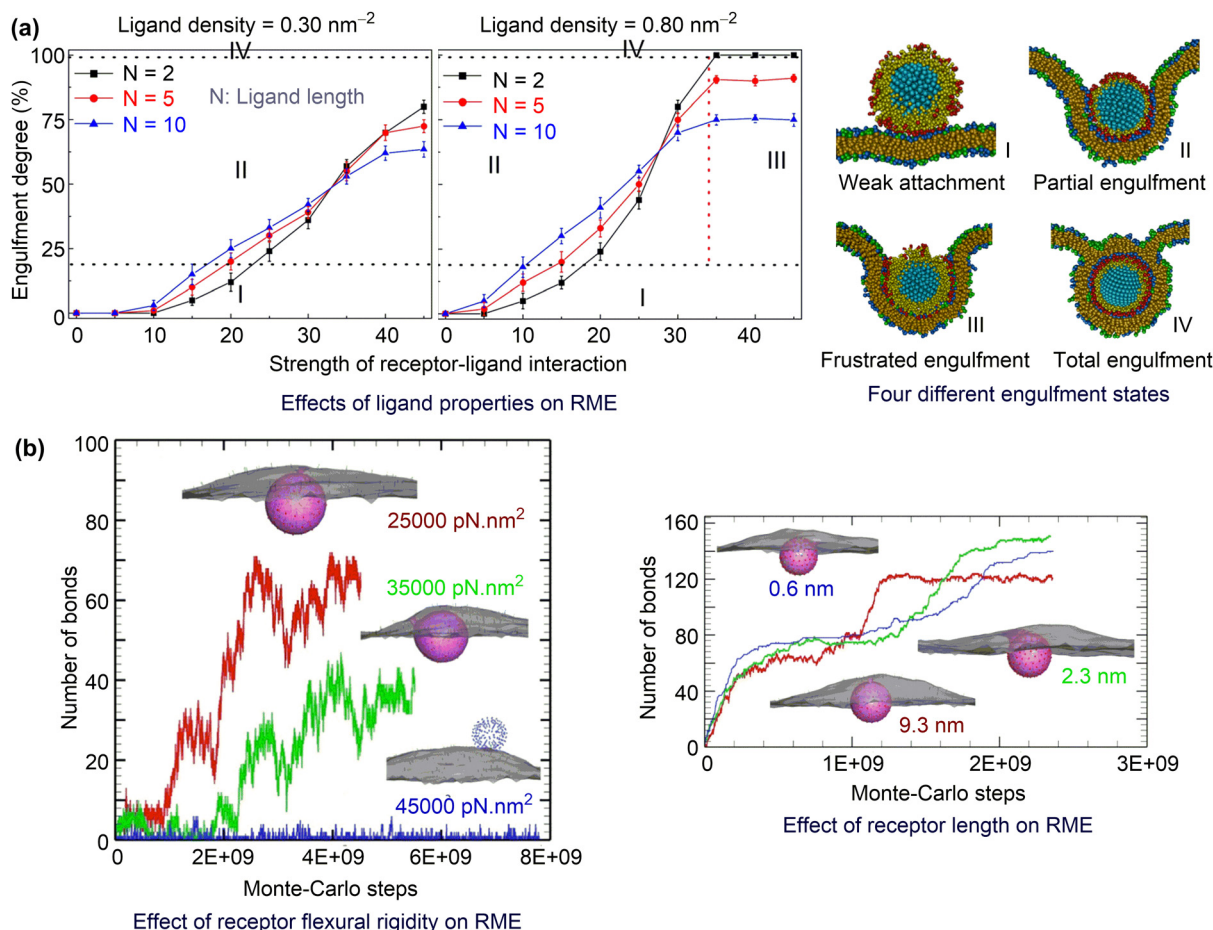 (a)
Ligand density = 0.30 nm−2
Ligand density = 0.80 nm−2
Engulfment degree (%)
100
75
50
25
0
N = 2
N = 5
N = 10
N: Ligand length
IV
II
I
0 10 20 30 40
N = 2
N = 5
N = 10
IV
II
III
I
0 10 20 30 40
Strength of receptor-ligand interaction
Effects of ligand properties on RME
I
Weak attachment
II
Partial engulfment
III
Frustrated engulfment
IV
Total engulfment
Four different engulfment states
(b)
Number of bonds
100
80
60
40
20
0
25000 pN.nm2
35000 pN.nm2
45000 pN.nm2
0 2E+09 4E+09 6E+09 8E+09
Monte-Carlo steps
Effect of receptor flexural rigidity on RME
Number of bonds
160
120
80
40
0
0.6 nm
2.3 nm
9.3 nm
0 1E+09 2E+09 3E+09
Monte-Carlo steps
Effect of receptor length on RME